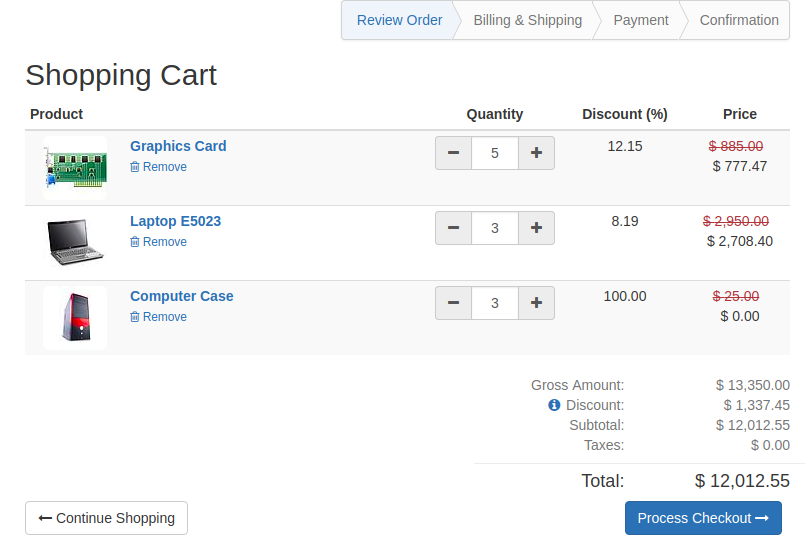 Review Order Billing & Shipping Payment Confirmation
Shopping Cart
Product Quantity Discount (%) Price
Graphics Card 5 12.15 $ 885.00
Remove $ 777.47
Laptop E5023 3 8.19 $ 2,950.00
Remove $ 2,708.40
Computer Case 3 100.00 $ 25.00
Remove $ 0.00
Gross Amount: $ 13,350.00
Discount: $ 1,337.45
Subtotal: $ 12,012.55
Taxes: $ 0.00
Total: $ 12,012.55
Continue Shopping Process Checkout